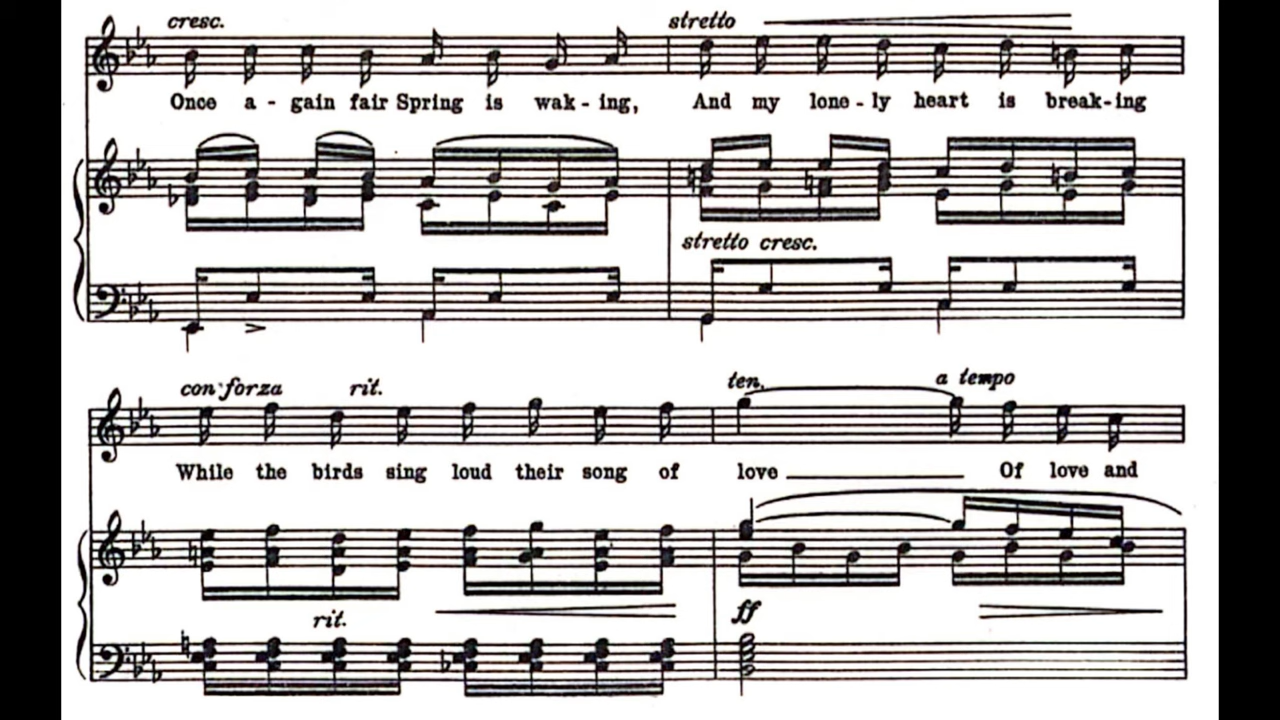 cresc. stretto
Once a - gain fair Spring is wak - ing, And my lone - ly heart is break - ing
stretto cresc.
con forza rit. ten. a tempo
While the birds sing loud their song of love Of love and
rit. ff